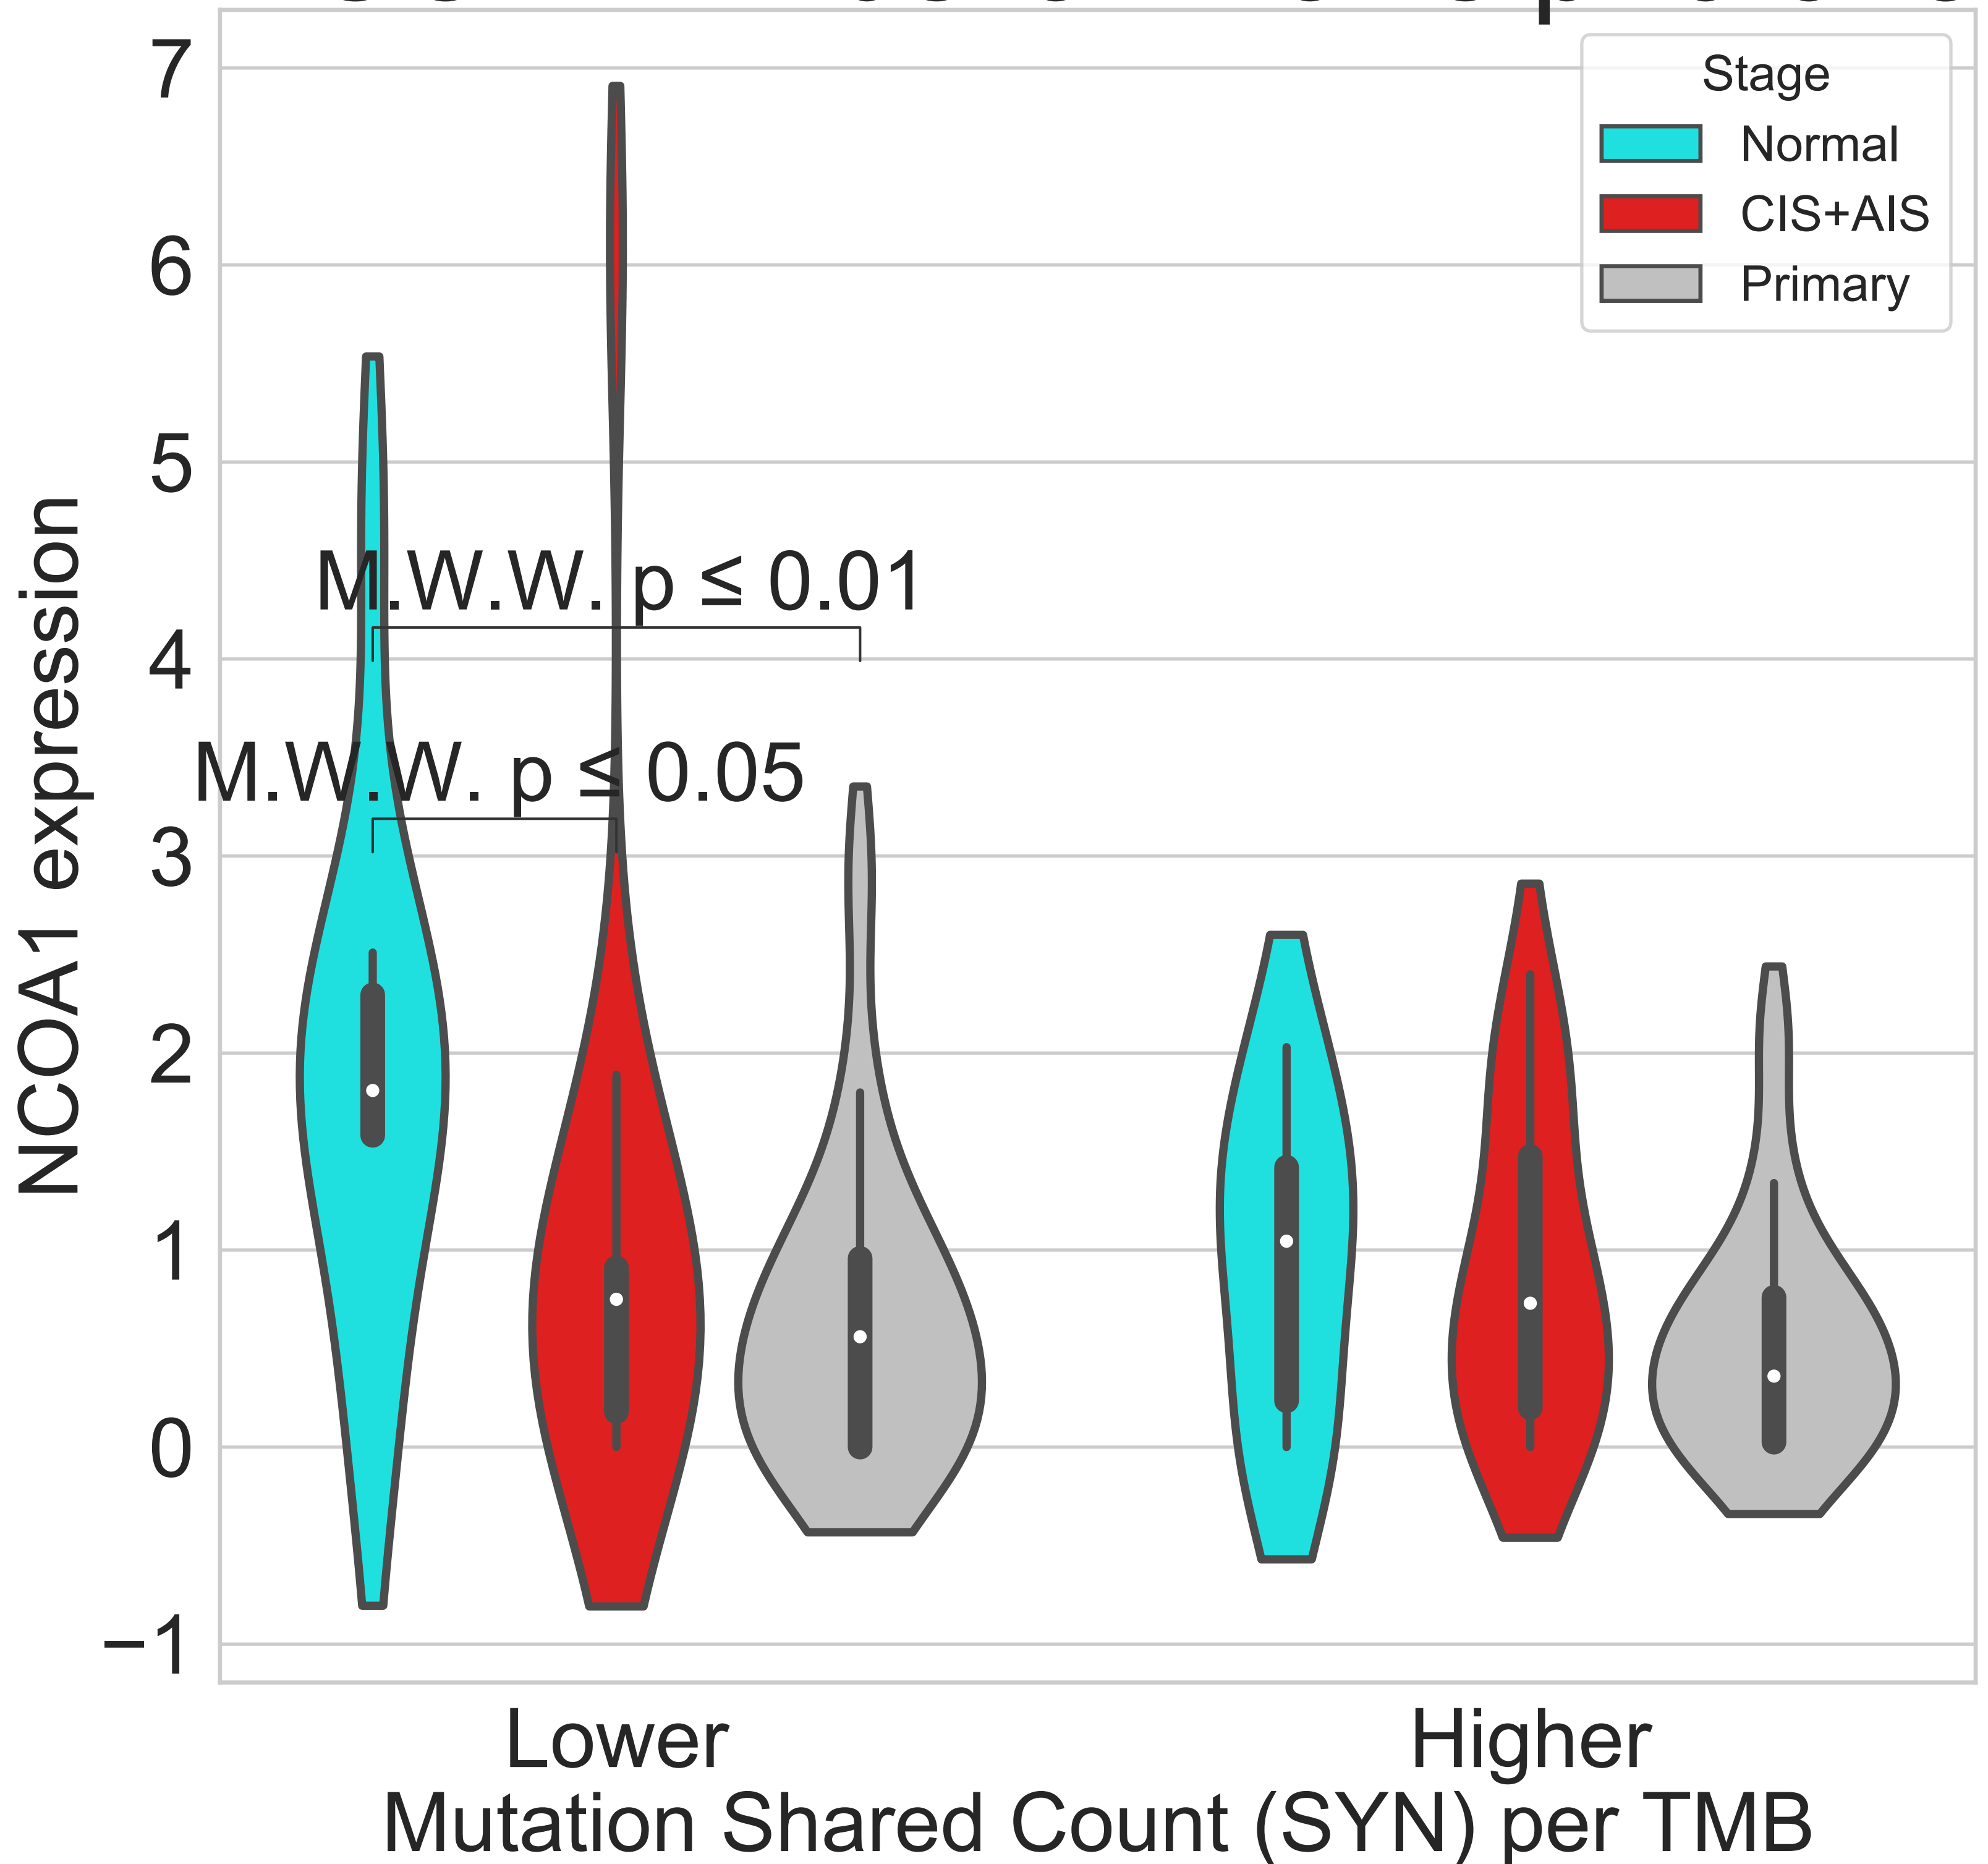 7
6
5
4
3
2
1
0
−1
NCOA1 expression
Stage
Normal
CIS+AIS
Primary
M.W.W. p ≤ 0.01
M.W.W. p ≤ 0.05
Lower
Higher
Mutation Shared Count (SYN) per TMB